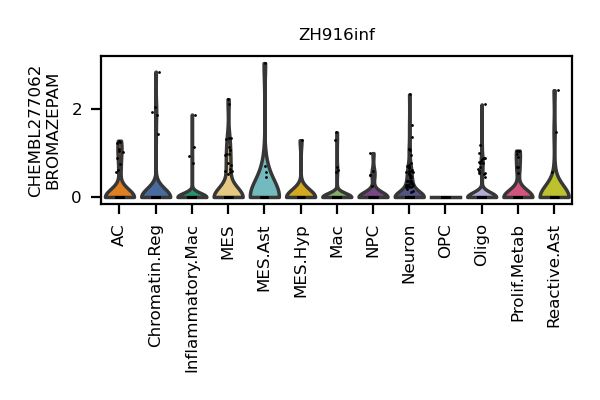 ZH916inf
CHEMBL277062
BROMAZEPAM
2
0
AC
Chromatin.Reg
Inflammatory.Mac
MES
MES.Ast
MES.Hyp
Mac
NPC
Neuron
OPC
Oligo
Prolif.Metab
Reactive.Ast